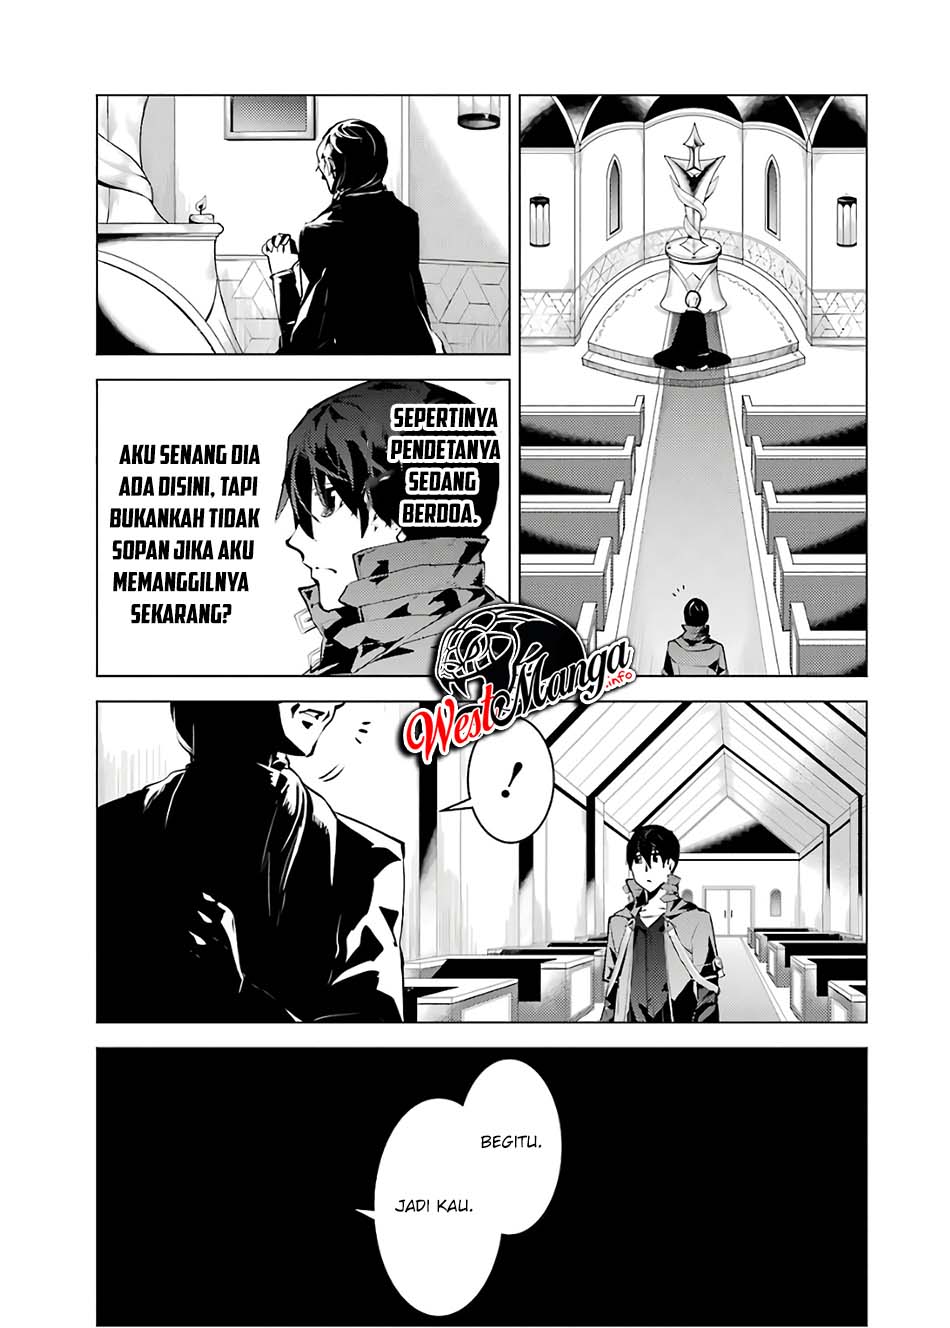 SEPERTINYA
PENDETANYA
SEDANG
BERDOA.
AKU SENANG DIA
ADA DISINI, TAPI
BUKANKAH TIDAK
SOPAN JIKA AKU
MEMANGGILNYA
SEKARANG?
WESTMANGA
.info
!
BEGITU.
JADI KAU.